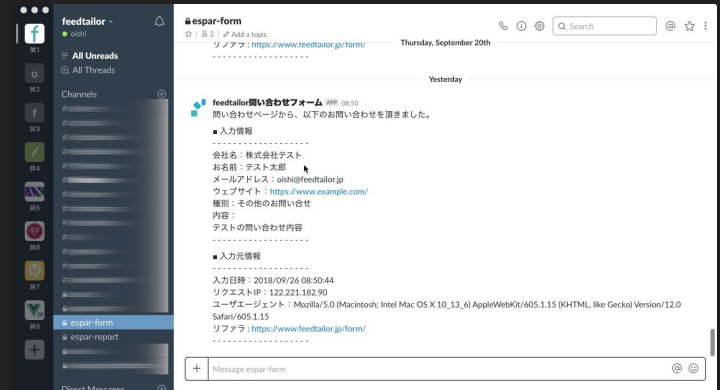 feedtailor
oishi
All Unreads
All Threads
Channels
#
#
#
#
#
#
#
#
#
#
#
#
#
espar-form
espar-report
Direct Messages
⌘1
o
⌘2
f
⌘3
⌘4
AX
⌘5
⌘6
⌘7
⌘8
espar-form
2
Add a topic
Search
リファラ : https://www.feedtailor.jp/form/
Thursday, September 20th
- - - - - - - - - - - - - - - - - - -
Yesterday
feedtailor問い合わせフォーム APP 08:50
問い合わせページから、以下のお問い合わせを頂きました。
■ 入力情報
- - - - - - - - - - - - - - - - - - -
会社名：株式会社テスト
お名前：テスト太郎
メールアドレス：oishi@feedtailor.jp
ウェブサイト：https://www.example.com/
種別：その他のお問い合せ
内容：
テストの問い合わせ内容
- - - - - - - - - - - - - - - - - - -
■ 入力元情報
- - - - - - - - - - - - - - - - - - -
入力日時：2018/09/26 08:50:44
リクエストIP：122.221.182.90
ユーザエージェント：Mozilla/5.0 (Macintosh; Intel Mac OS X 10_13_6) AppleWebKit/605.1.15 (KHTML, like Gecko) Version/12.0
Safari/605.1.15
リファラ : https://www.feedtailor.jp/form/
- - - - - - - - - - - - - - - - - - -
Message espar-form